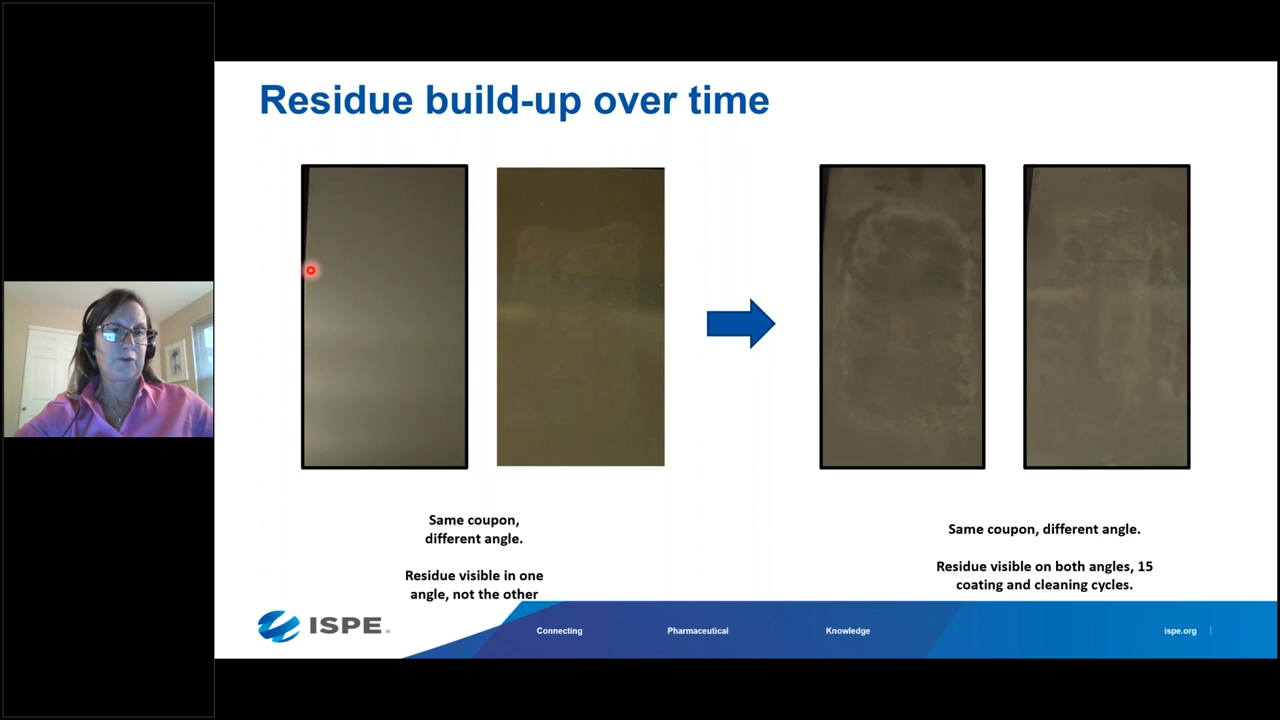 Residue build-up over time
Same coupon,
different angle.
Residue visible in one
angle, not the other
Same coupon, different angle.
Residue visible on both angles, 15
coating and cleaning cycles.
ISPE®
Connecting
Pharmaceutical
Knowledge
ispe.org